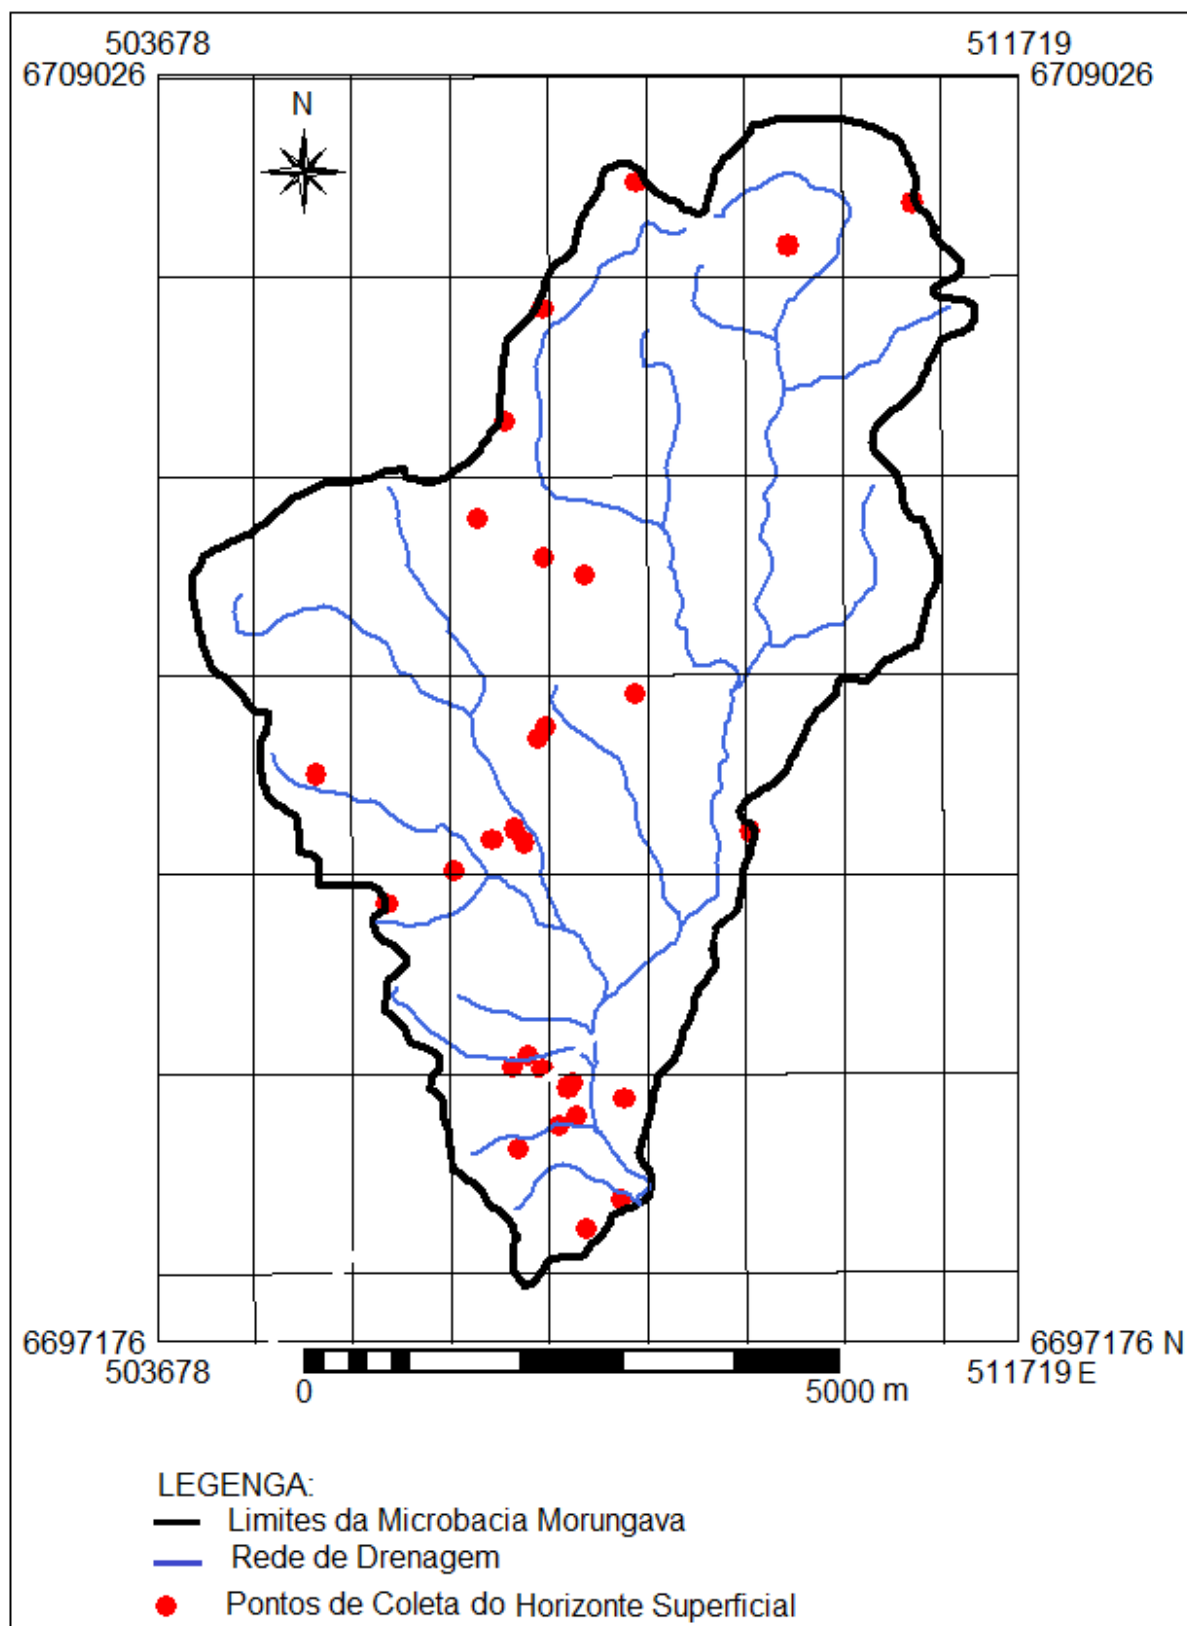 503678 511719
6709026 6709026
N
6697176 6697176 N
503678 511719 E
0 5000 m
LEGENGA:
Limites da Microbacia Morungava
Rede de Drenagem
Pontos de Coleta do Horizonte Superficial